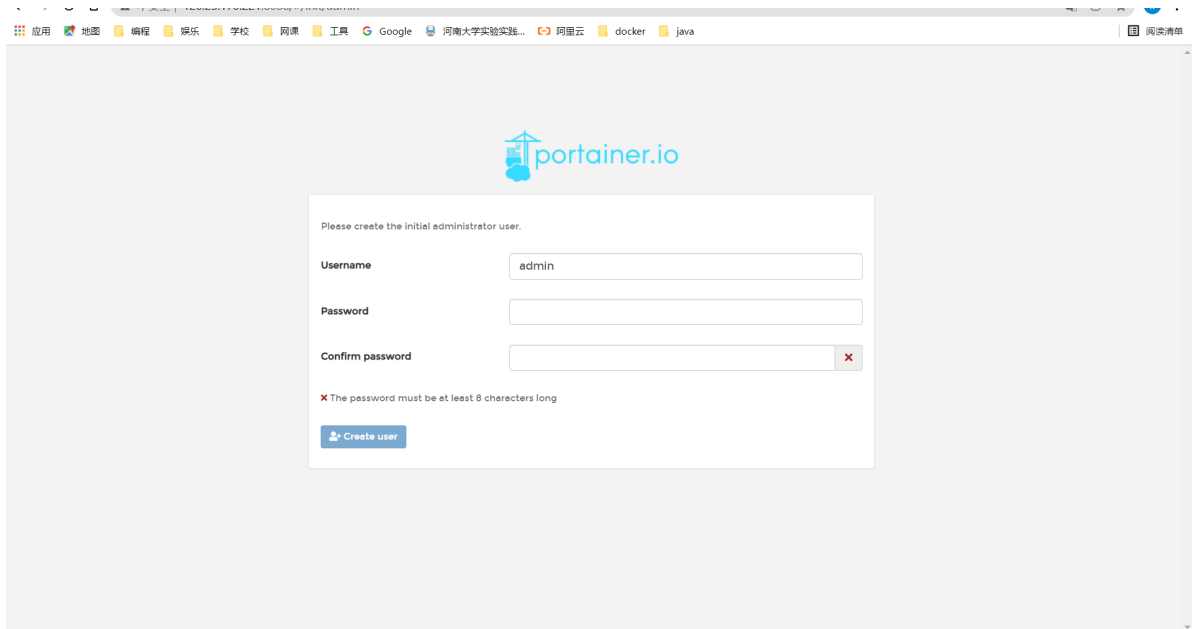 应用 地图 编程 娱乐 学校 网课 工具 G Google 河南大学实验实践... 阿里云 docker java 阅读清单
portainer.io
Please create the initial administrator user.
Username admin
Password
Confirm password
The password must be at least 8 characters long
Create user